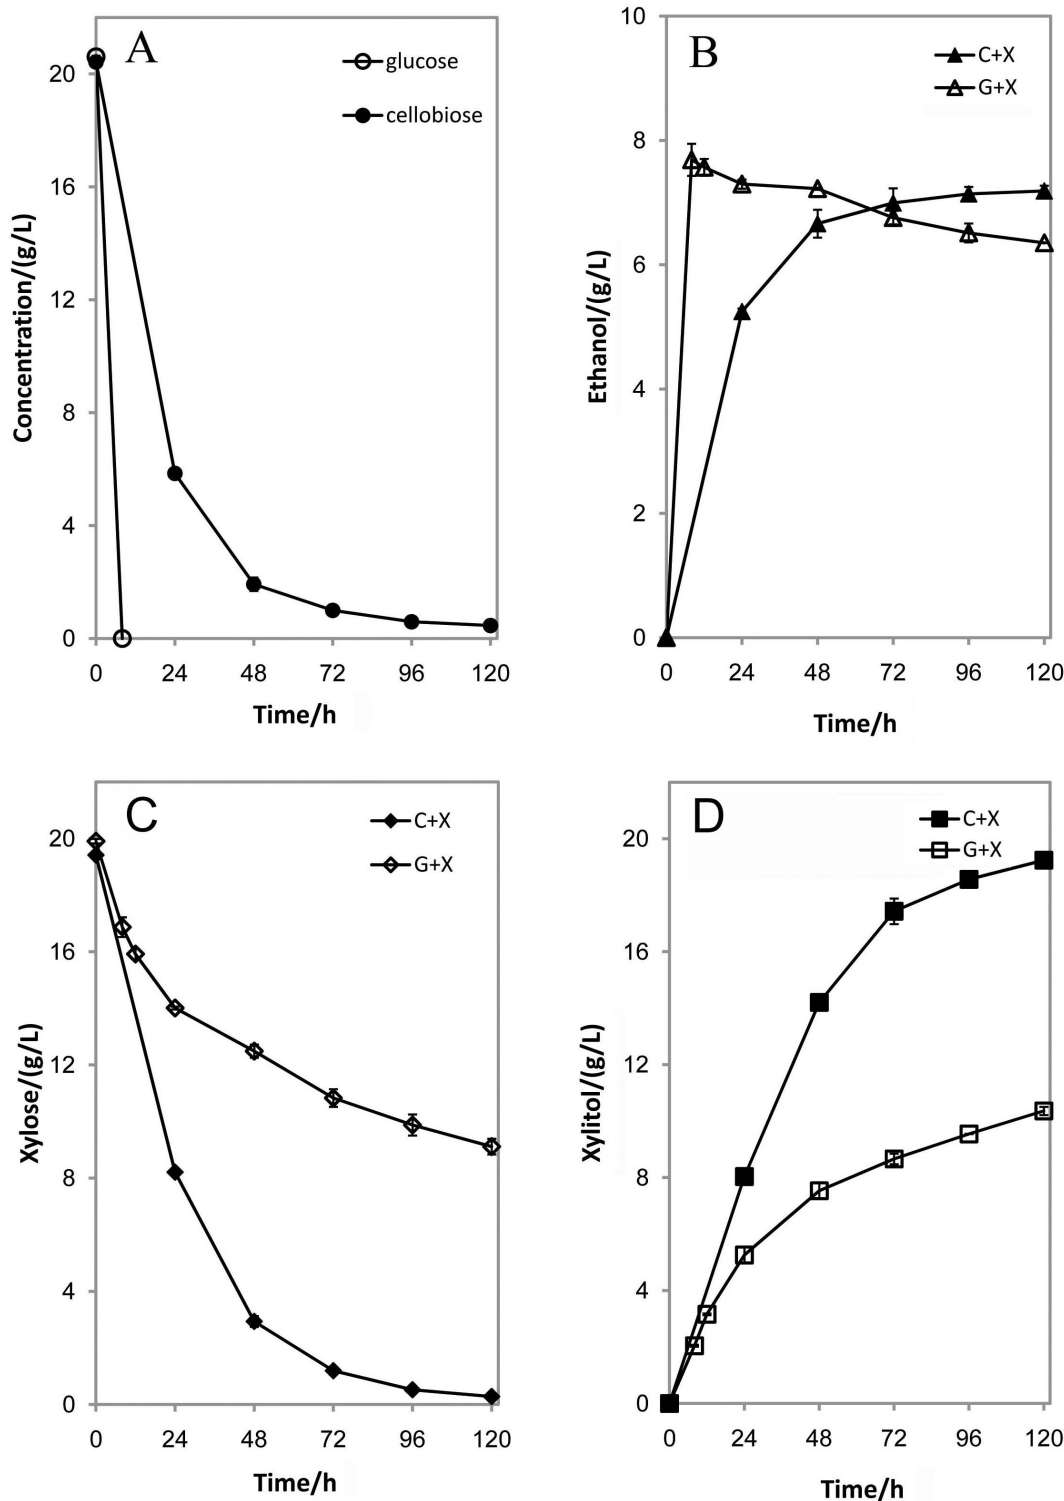 A
glucose
cellobiose
20
16
12
8
4
0
0 24 48 72 96 120
Concentration/(g/L)
Time/h
B
C+X
G+X
10
8
6
4
2
0
0 24 48 72 96 120
Ethanol/(g/L)
Time/h
C
C+X
G+X
20
16
12
8
4
0
0 24 48 72 96 120
Xylose/(g/L)
Time/h
D
C+X
G+X
20
16
12
8
4
0
0 24 48 72 96 120
Xylitol/(g/L)
Time/h